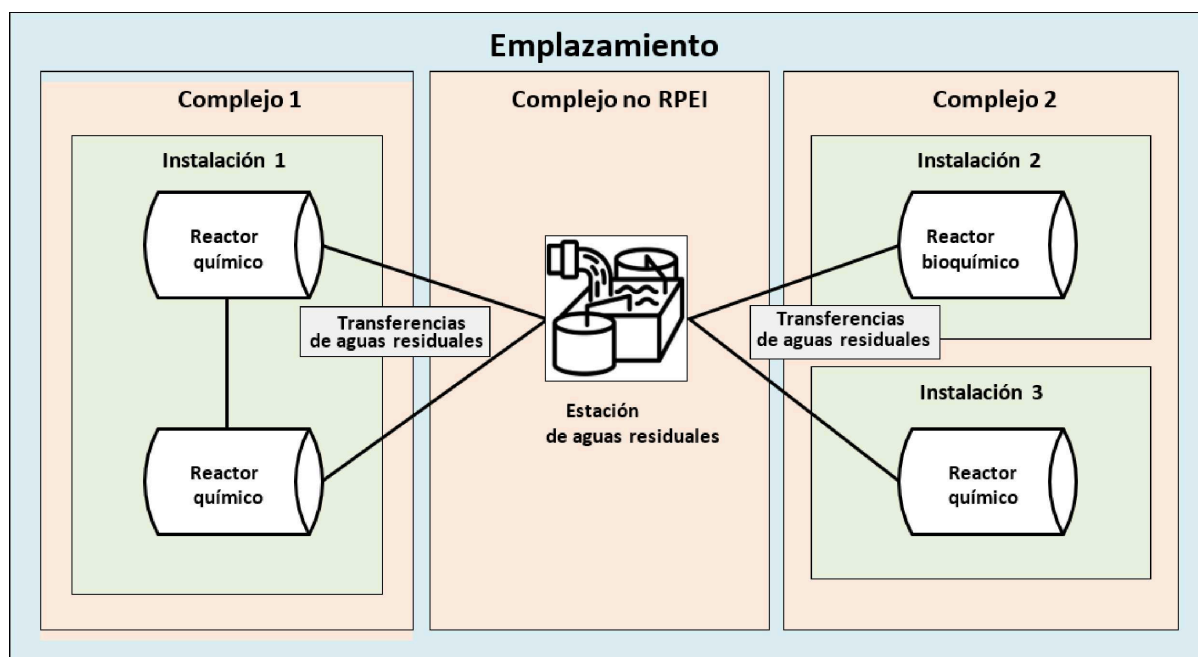 Emplazamiento
Complejo 1
Instalación 1
Reactor
químico
Transferencias
de aguas residuales
Reactor
químico
Complejo no RPEI
Estación
de aguas residuales
Complejo 2
Instalación 2
Reactor
bioquímico
Transferencias
de aguas residuales
Instalación 3
Reactor
químico